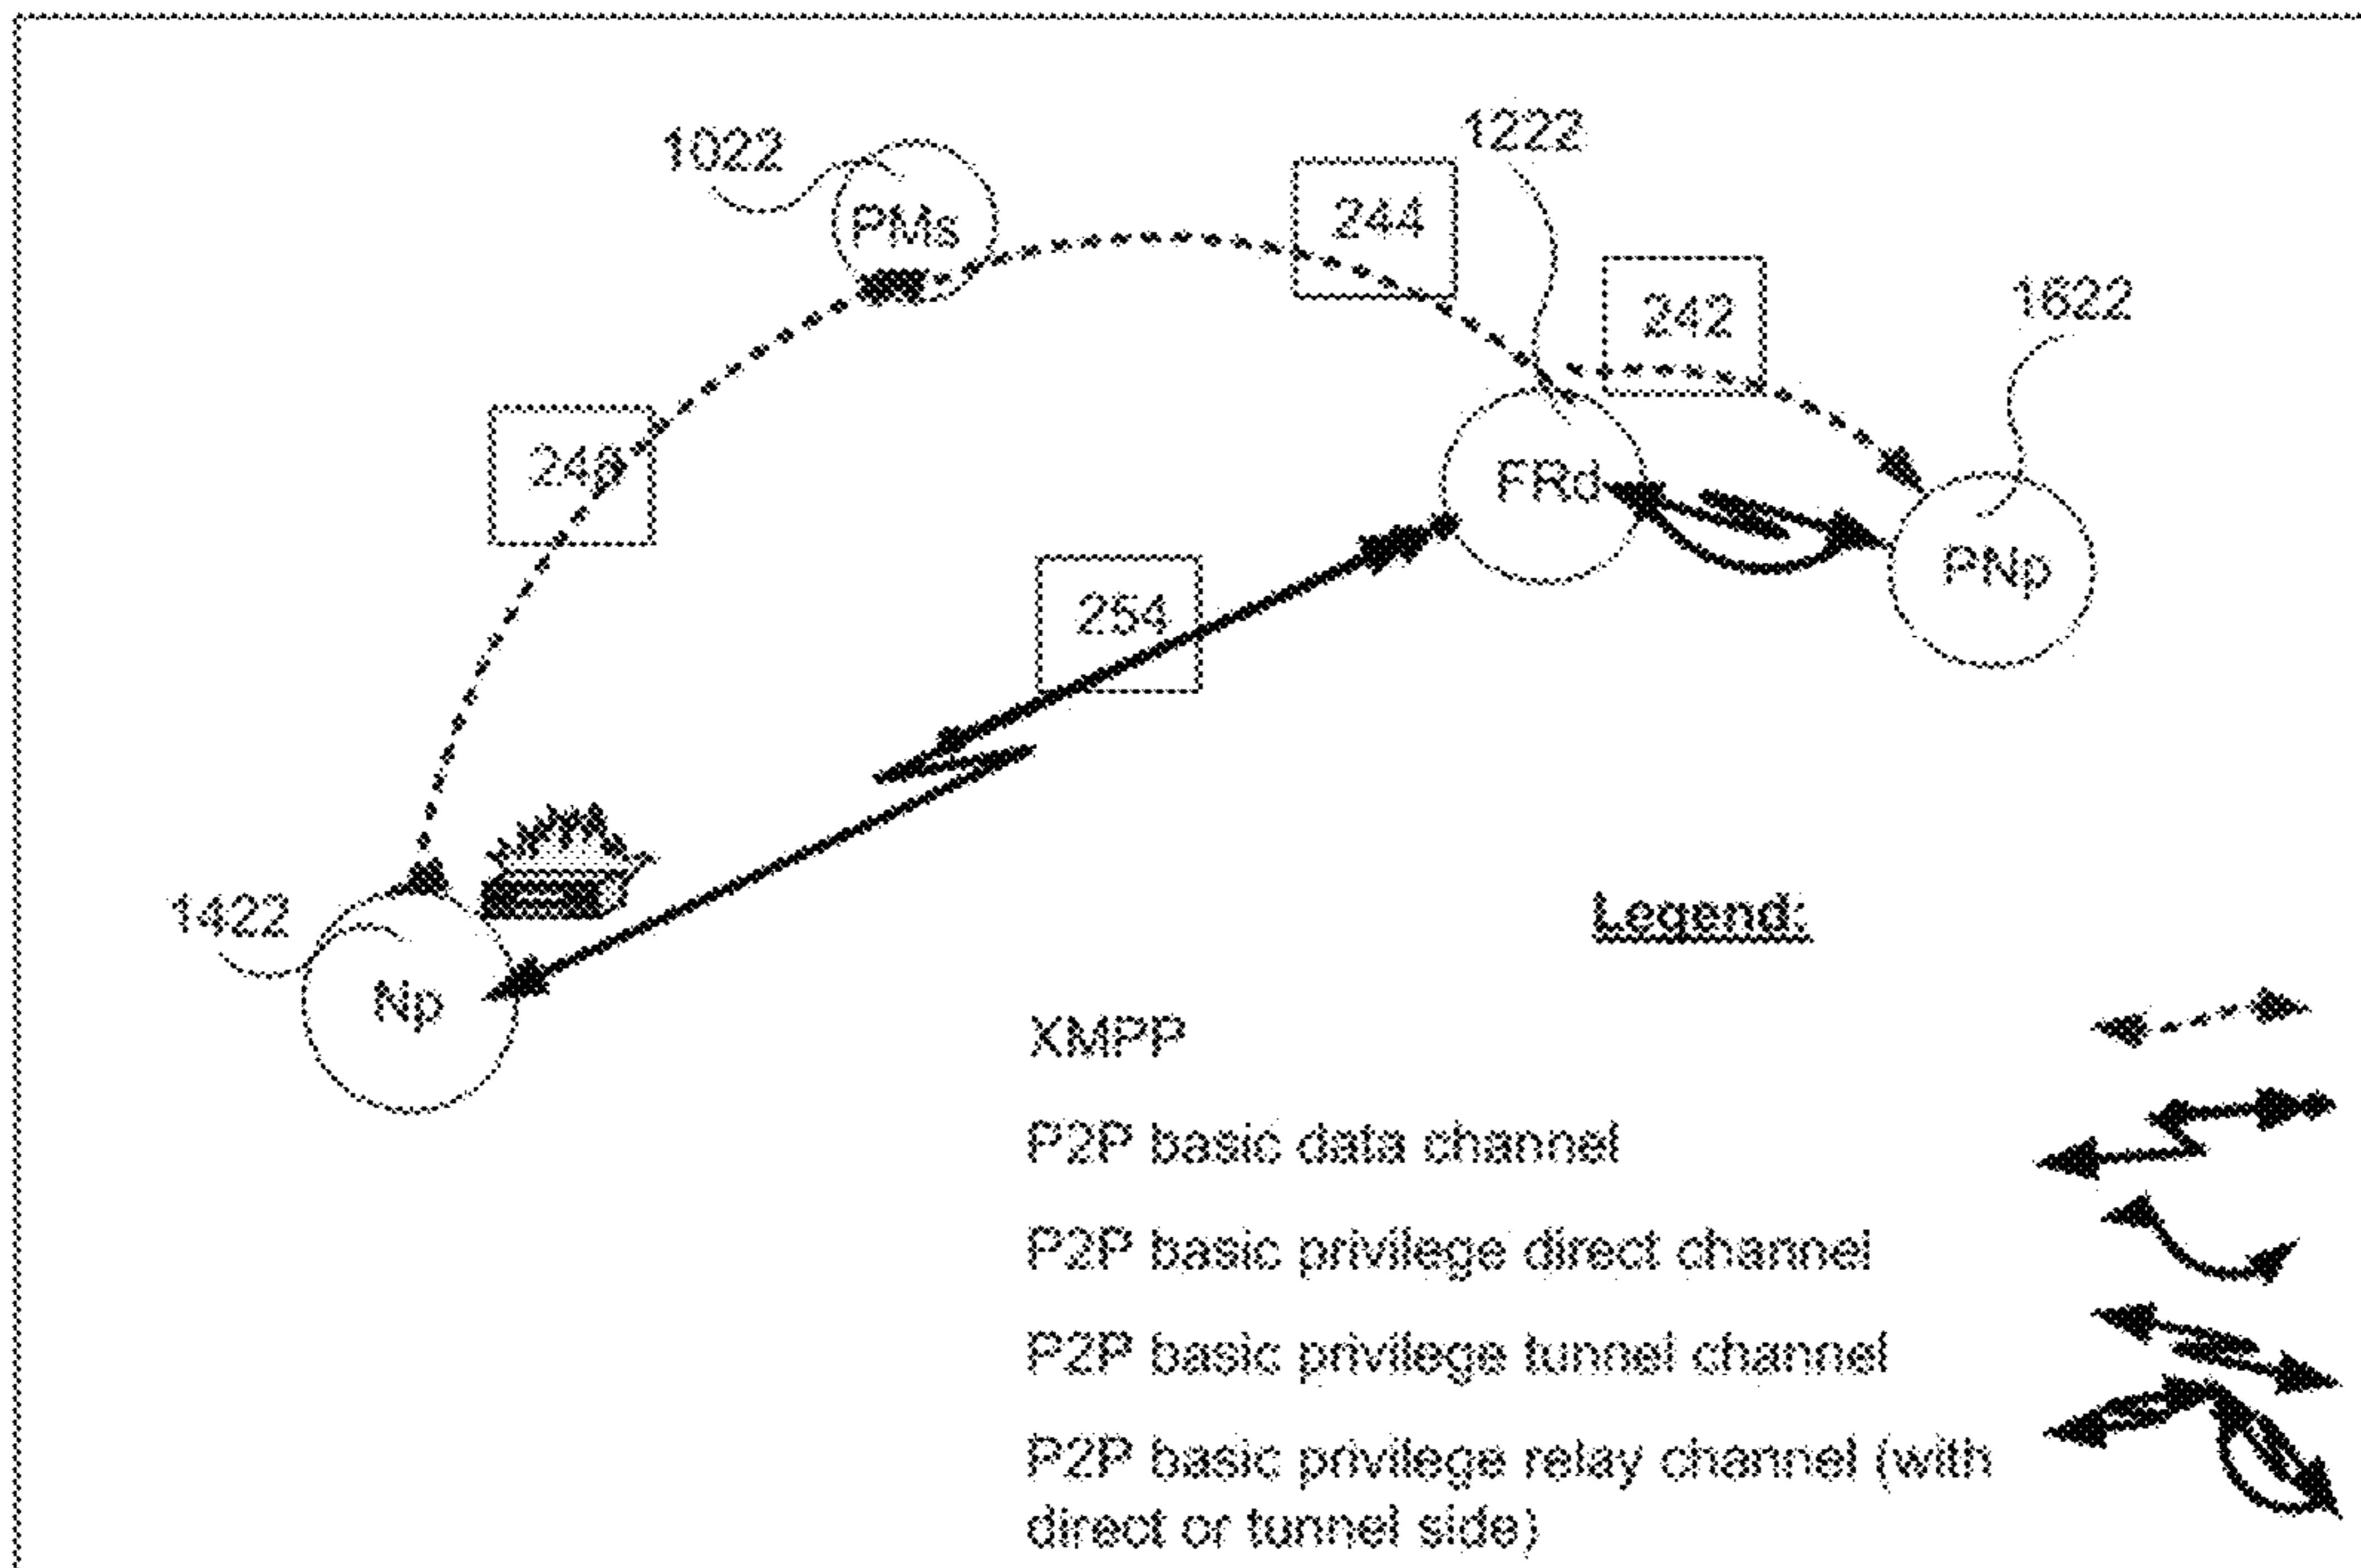 1022
1222
PMs
244
1622
242
FRd
PNp
254
1422
Np
Legend:
XMPP
P2P basic data channel
P2P basic privilege direct channel
P2P basic privilege tunnel channel
P2P basic privilege relay channel (with
direct or tunnel side)